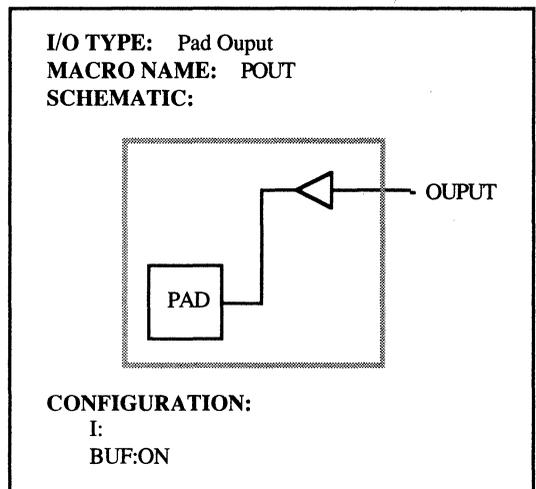 I/O TYPE: Pad Ouput
MACRO NAME: POUT
SCHEMATIC:
OUPUT
PAD
CONFIGURATION:
I:
BUF:ON